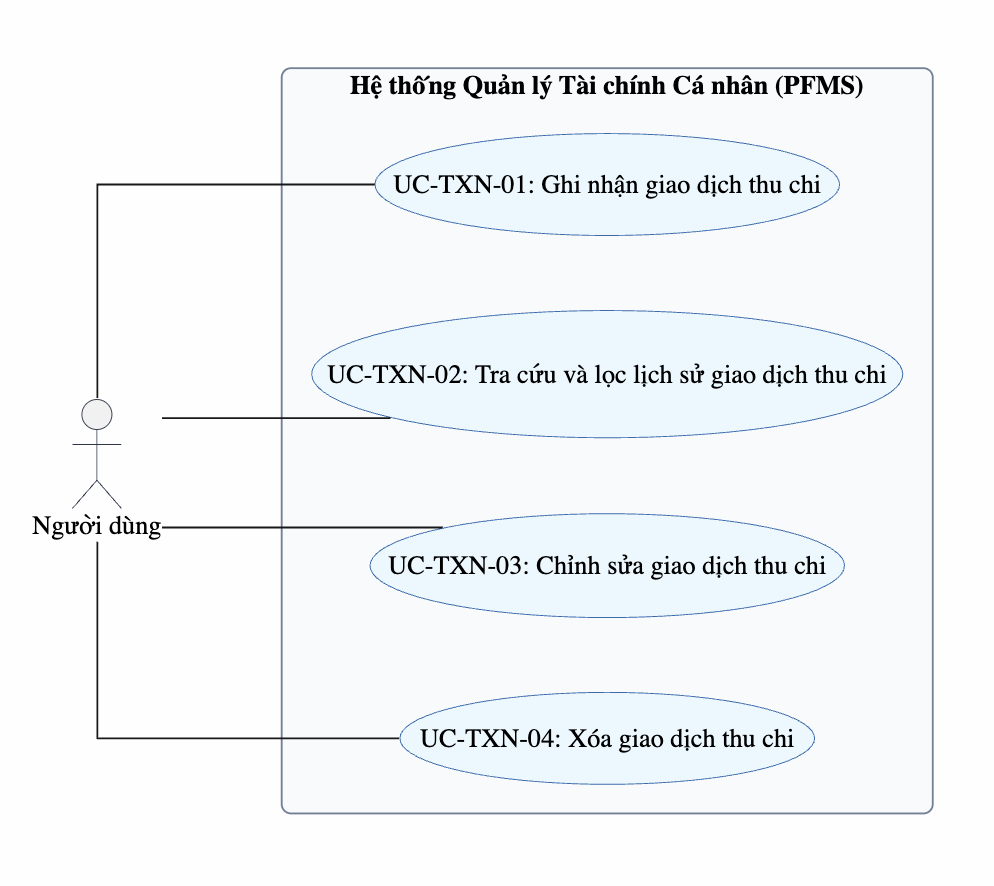 Hệ thống Quản lý Tài chính Cá nhân (PFMS)
UC-TXN-01: Ghi nhận giao dịch thu chi
UC-TXN-02: Tra cứu và lọc lịch sử giao dịch thu chi
Người dùng
UC-TXN-03: Chỉnh sửa giao dịch thu chi
UC-TXN-04: Xóa giao dịch thu chi